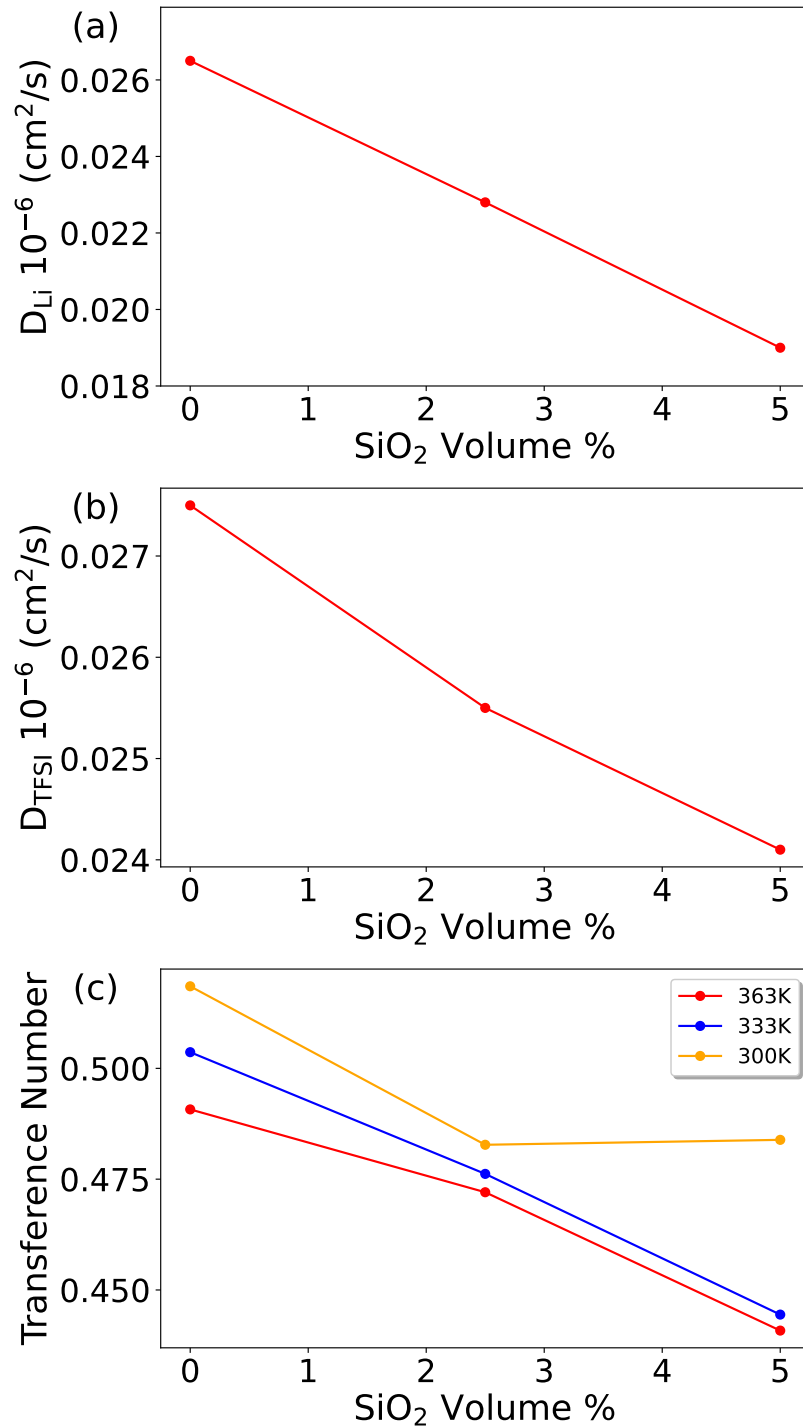 (a)
D_Li 10⁻⁶ (cm²/s)
0.026
0.024
0.022
0.020
0.018
0 1 2 3 4 5
SiO₂ Volume %
(b)
D_TFSI 10⁻⁶ (cm²/s)
0.027
0.026
0.025
0.024
0 1 2 3 4 5
SiO₂ Volume %
(c)
Transference Number
0.500
0.475
0.450
363K
333K
300K
0 1 2 3 4 5
SiO₂ Volume %